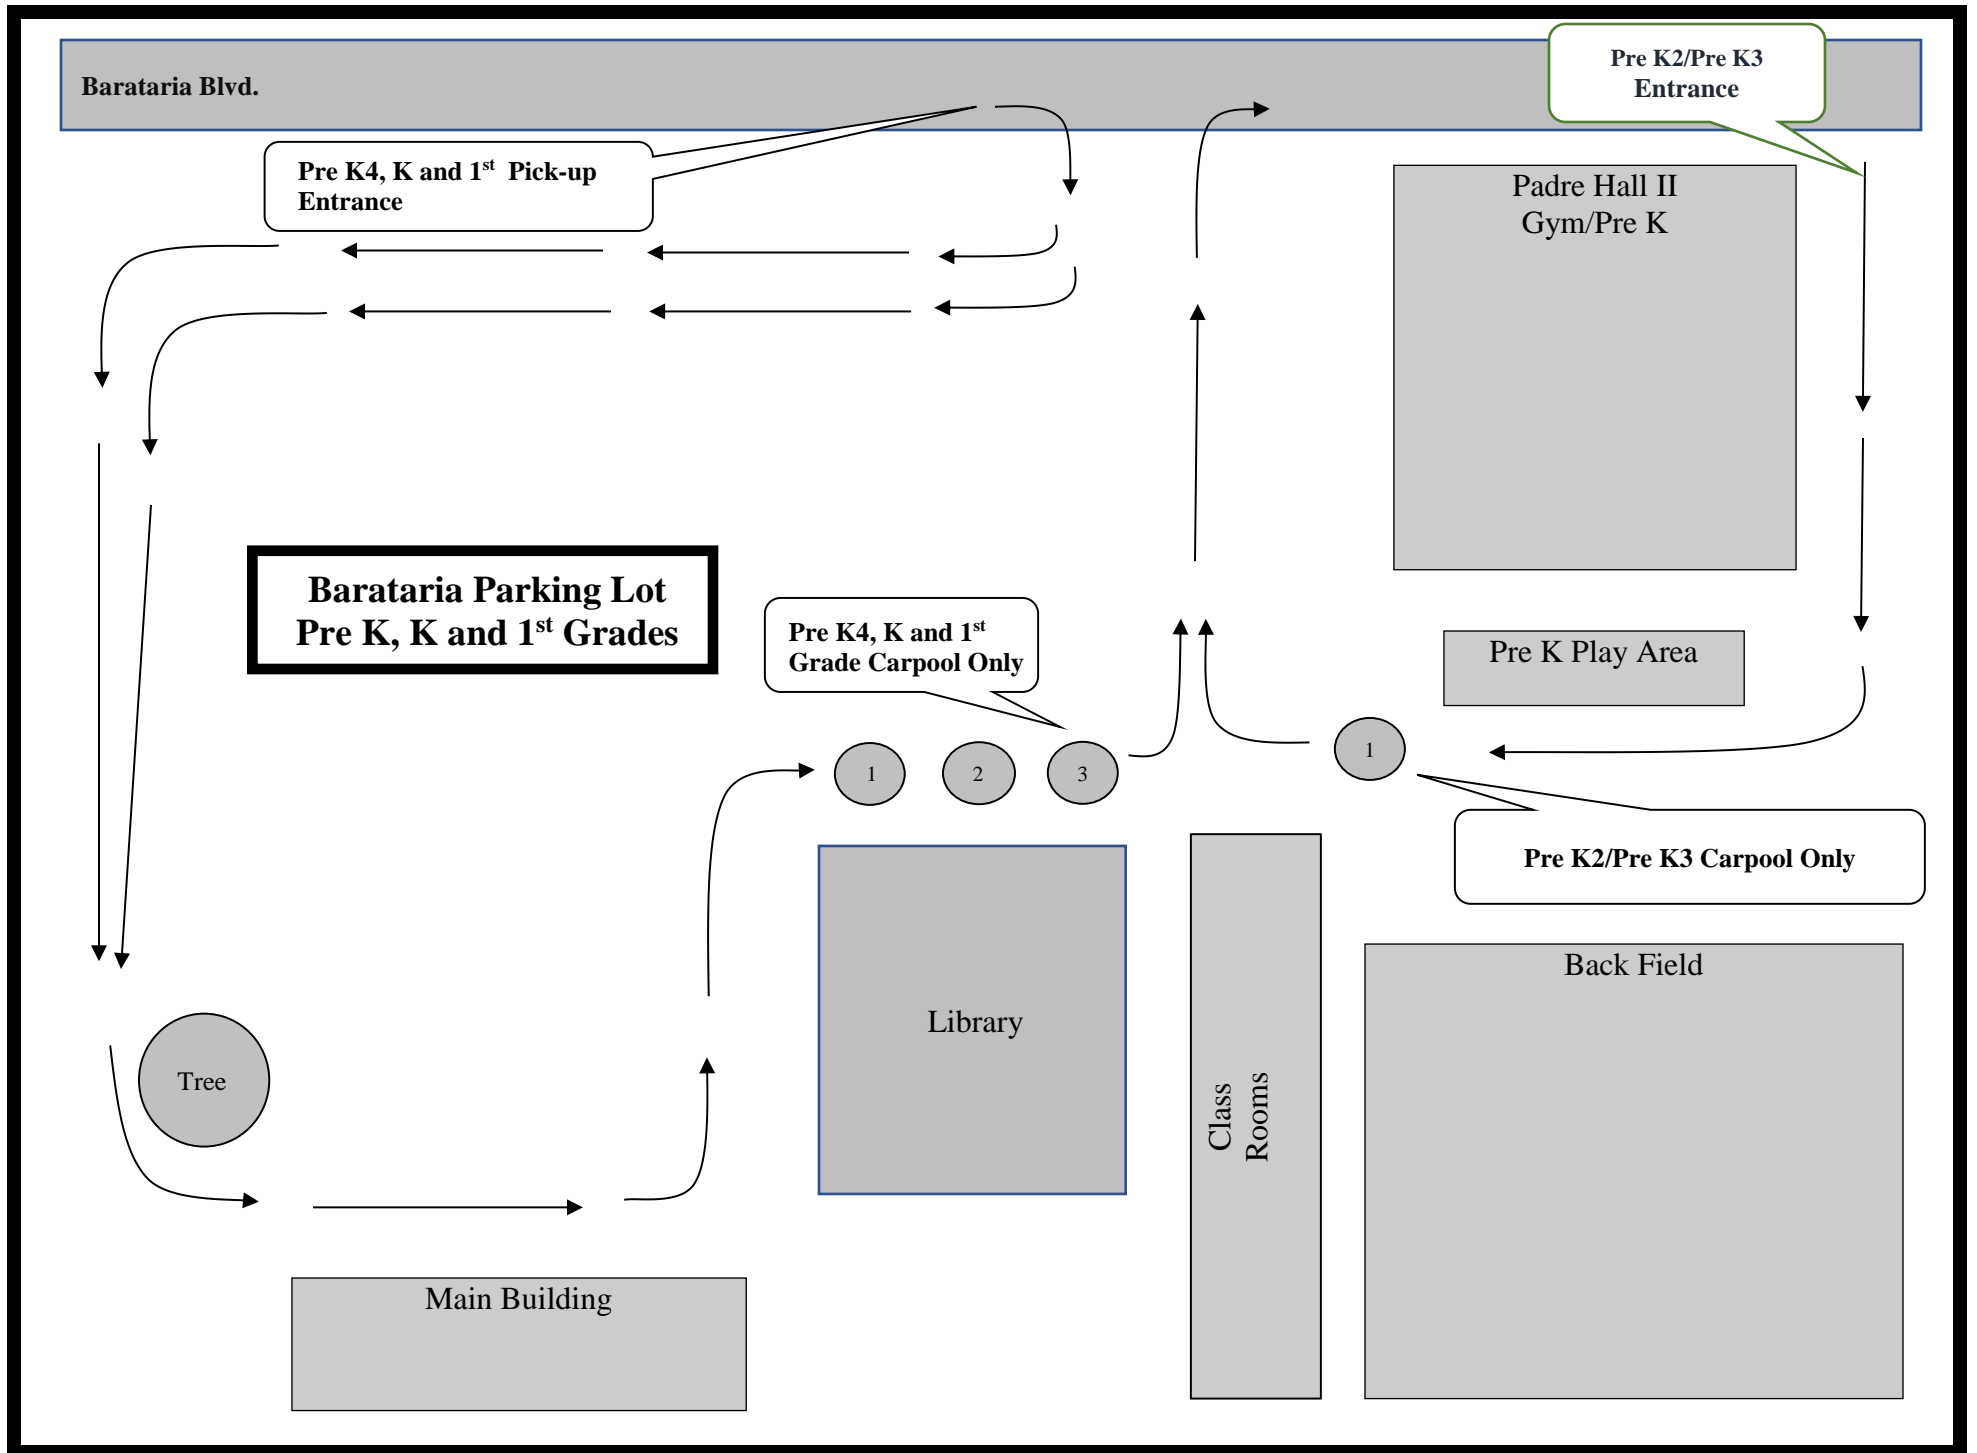 Barataria Blvd.
Pre K2/Pre K3
Entrance
Pre K4, K and 1st Pick-up
Entrance
Padre Hall II
Gym/Pre K
Barataria Parking Lot
Pre K, K and 1st Grades
Pre K4, K and 1st
Grade Carpool Only
Pre K Play Area
1
2
3
1
Pre K2/Pre K3 Carpool Only
Back Field
Library
Class
Rooms
Tree
Main Building